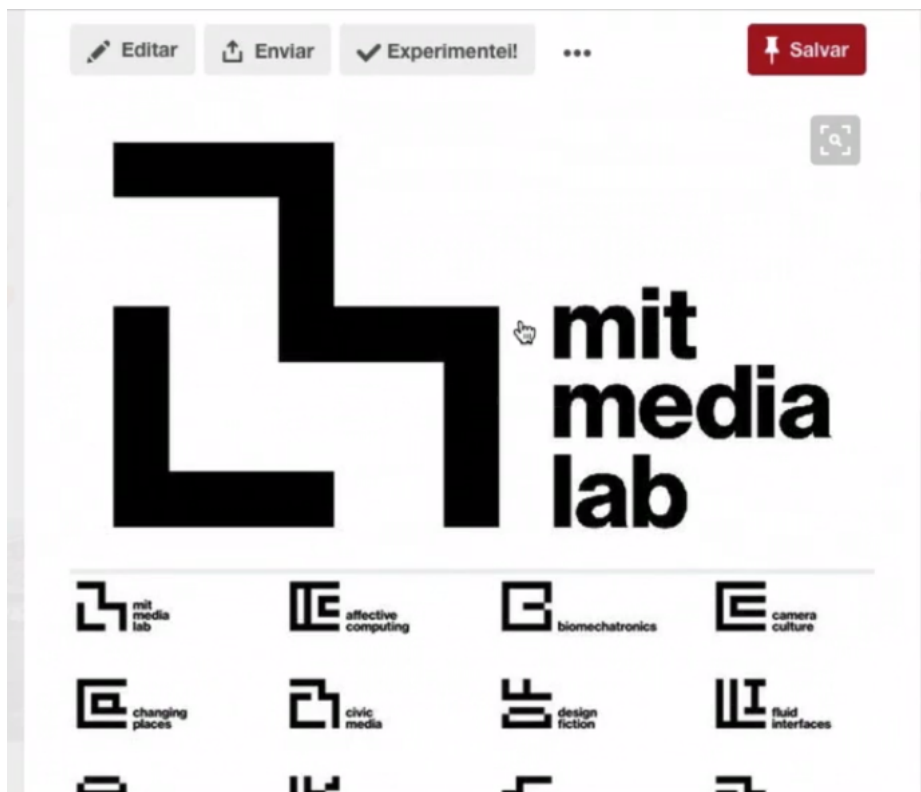 Editar Enviar Experimentei! ••• Salvar
mit
media
lab
mit
media
lab
affective
computing
biomechatronics
camera
culture
changing
places
civic
media
design
fiction
fluid
interfaces